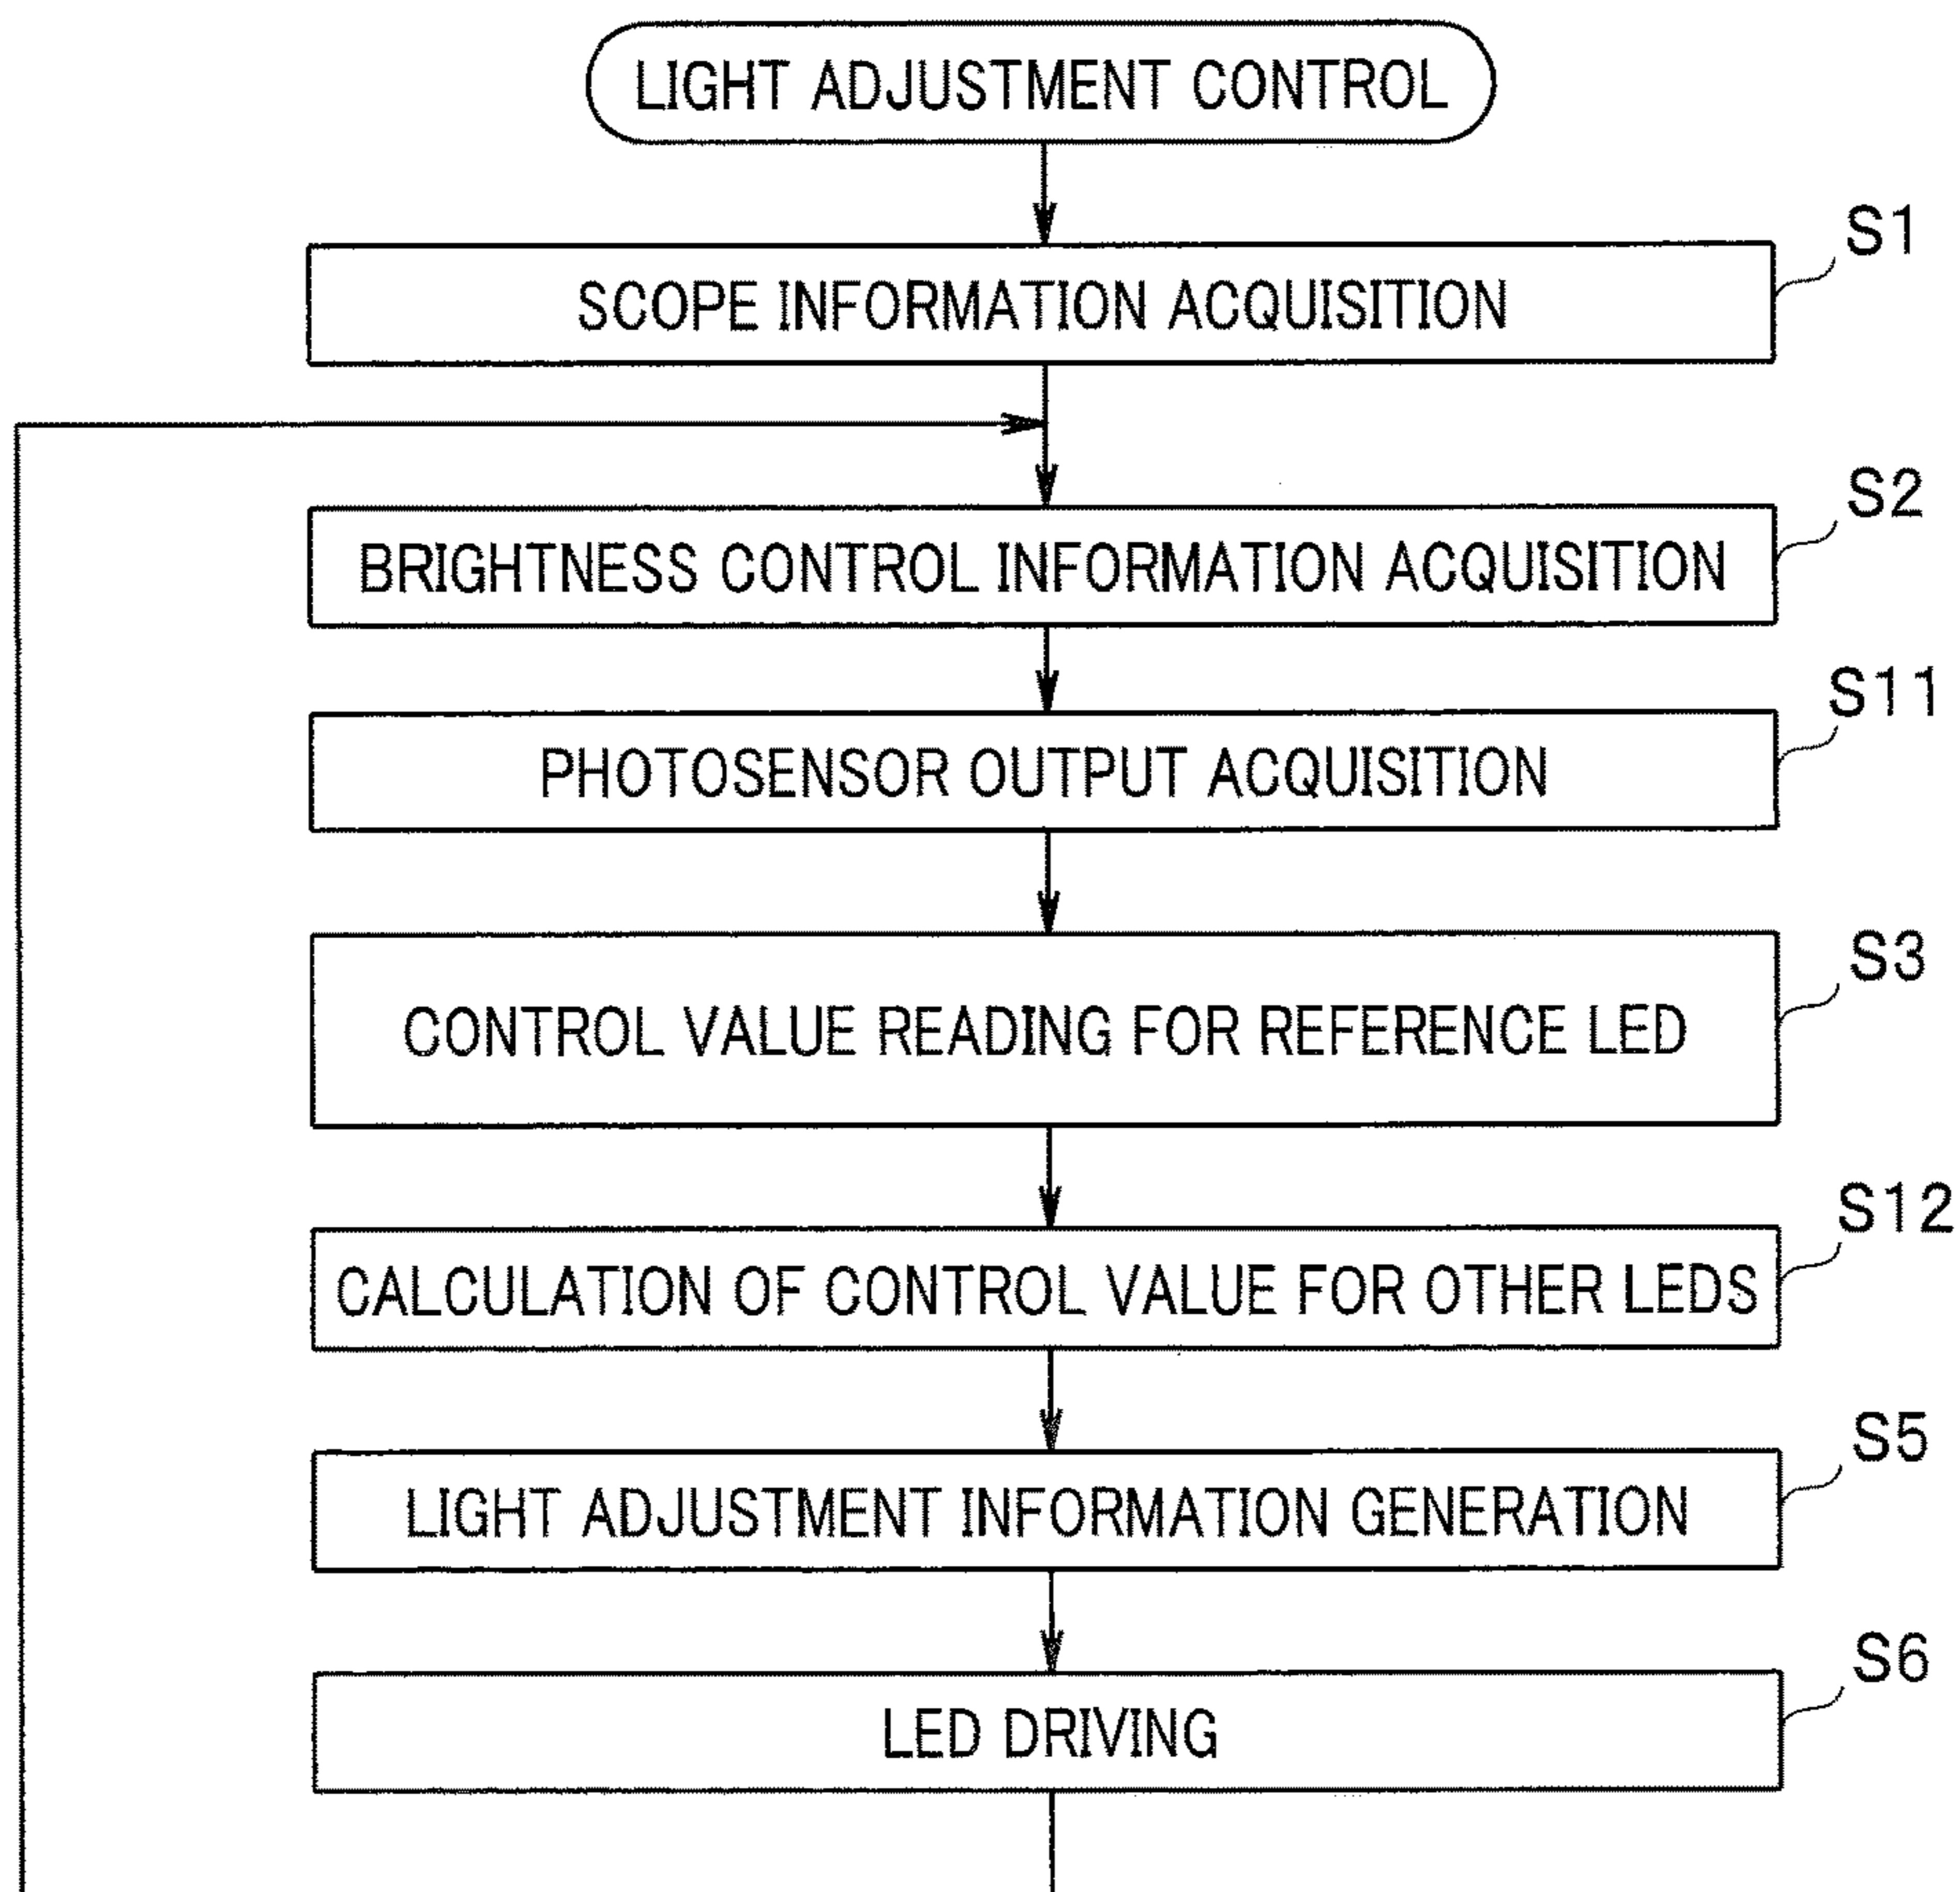 LIGHT ADJUSTMENT CONTROL
S1
SCOPE INFORMATION ACQUISITION
S2
BRIGHTNESS CONTROL INFORMATION ACQUISITION
S11
PHOTOSENSOR OUTPUT ACQUISITION
S3
CONTROL VALUE READING FOR REFERENCE LED
S12
CALCULATION OF CONTROL VALUE FOR OTHER LEDS
S5
LIGHT ADJUSTMENT INFORMATION GENERATION
S6
LED DRIVING